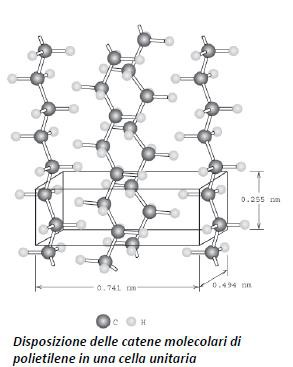 0.255 nm
0.741 nm
0.494 nm
C H
Disposizione delle catene molecolari di
polietilene in una cella unitaria